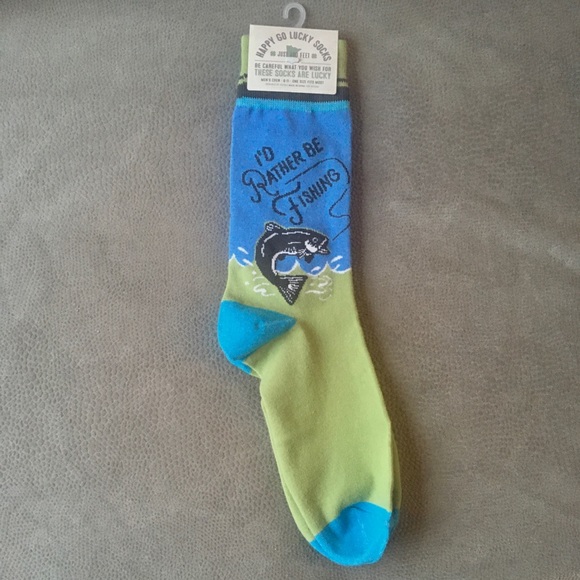 HAPPY GO LUCKY SOCKS
BE CAREFUL WHAT YOU WISH FOR
THESE SOCKS ARE LUCKY
I'D
RATHER BE
FISHING